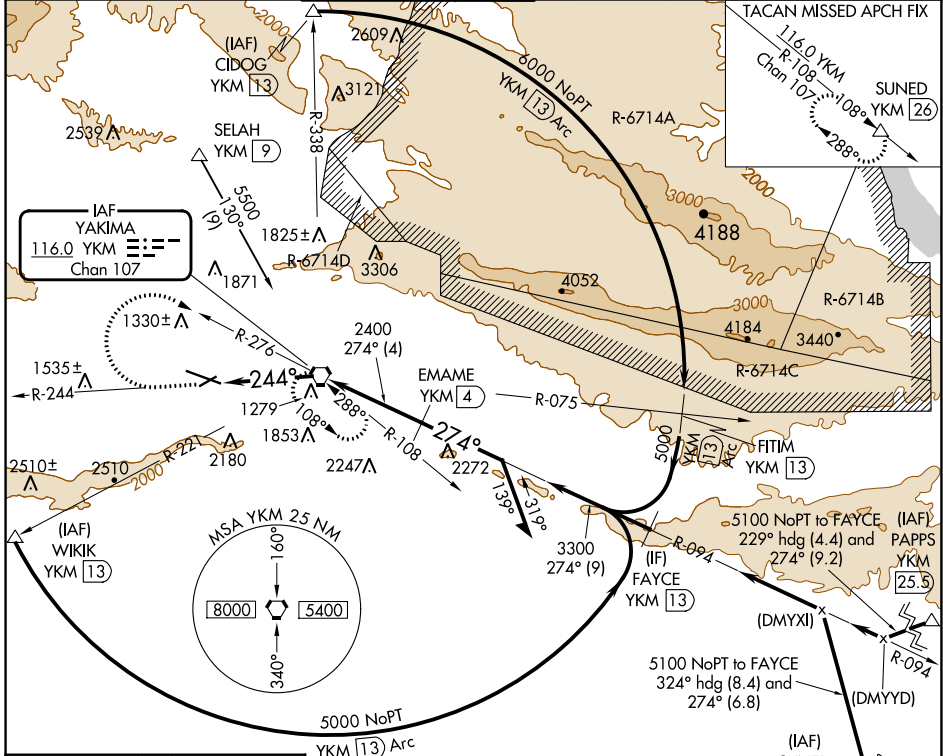 2000
(IAF)
CIDOG
YKM 13
2609
3121
2539
SELAH
YKM 9
R-338
6000 NoPT
YKM 13 Arc
R-6714A
TACAN MISSED APCH FIX
116.0 YKM
R-108
Chan 107
108°
288°
SUNED
YKM 26
2000
3000
4188
5500
130°
(9)
IAF
YAKIMA
116.0 YKM
Chan 107
1825±
R-6714D
3306
1871
4052
3000
R-6714B
4184
3440
R-6714C
1330±
R-276
2400
274° (4)
1535±
R-244
244°
EMAME
YKM 4
R-075
1279
108°
288°
R-108
274°
1853
2247
2272
5000
YKM 13 Arc
FITIM
YKM 13
2510±
2510
2000
R-221
2180
139°
319°
(IAF)
WIKIK
YKM 13
MSA YKM 25 NM
160°
8000
5400
340°
3300
274° (9)
(IF)
FAYCE
YKM 13
R-094
5100 NoPT to FAYCE
229° hdg (4.4) and
274° (9.2)
(IAF)
PAPPS
YKM
25.5
(DMYXI)
R-094
(DMYYD)
5100 NoPT to FAYCE
324° hdg (8.4) and
274° (6.8)
5000 NoPT
YKM 13 Arc
(IAF)